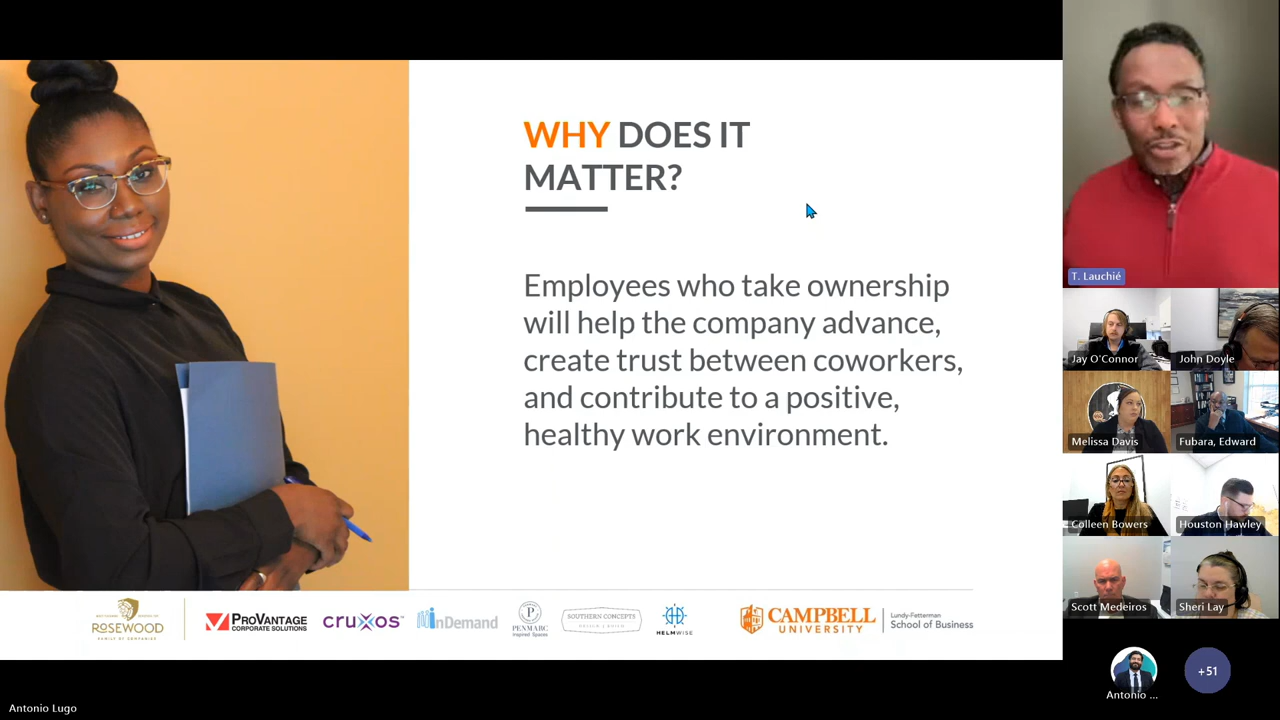 WHY DOES IT
MATTER?
Employees who take ownership
will help the company advance,
create trust between coworkers,
and contribute to a positive,
healthy work environment.
ROSEWOOD
FAMILY OF COMPANIES
PROVANTAGE
CORPORATE SOLUTIONS
cruxos
inDemand
P
PENMARC
Inspired Spaces
SOUTHERN CONCEPTS
DESIGN | BUILD
HELMWISE
CAMPBELL
UNIVERSITY
Lundy-Fetterman
School of Business
T. Lauchié
Jay O'Connor
John Doyle
Melissa Davis
Fubara, Edward
Colleen Bowers
Houston Hawley
Scott Medeiros
Sheri Lay
Antonio ...
+51
Antonio Lugo